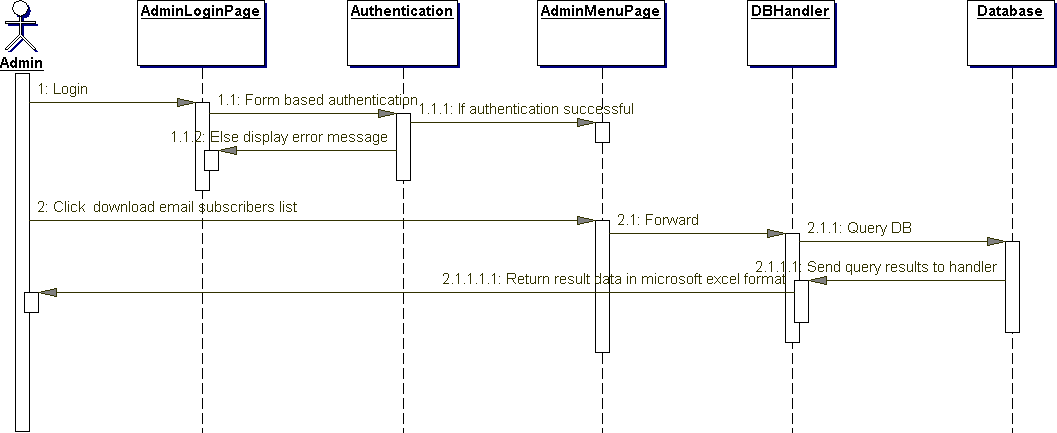 AdminLoginPage
Authentication
AdminMenuPage
DBHandler
Database
Admin
1: Login
1.1: Form based authentication
1.1.1: If authentication successful
1.1.2: Else display error message
2: Click  download email subscribers list
2.1: Forward
2.1.1: Query DB
2.1.1.1: Send query results to handler
2.1.1.1.1: Return result data in microsoft excel format